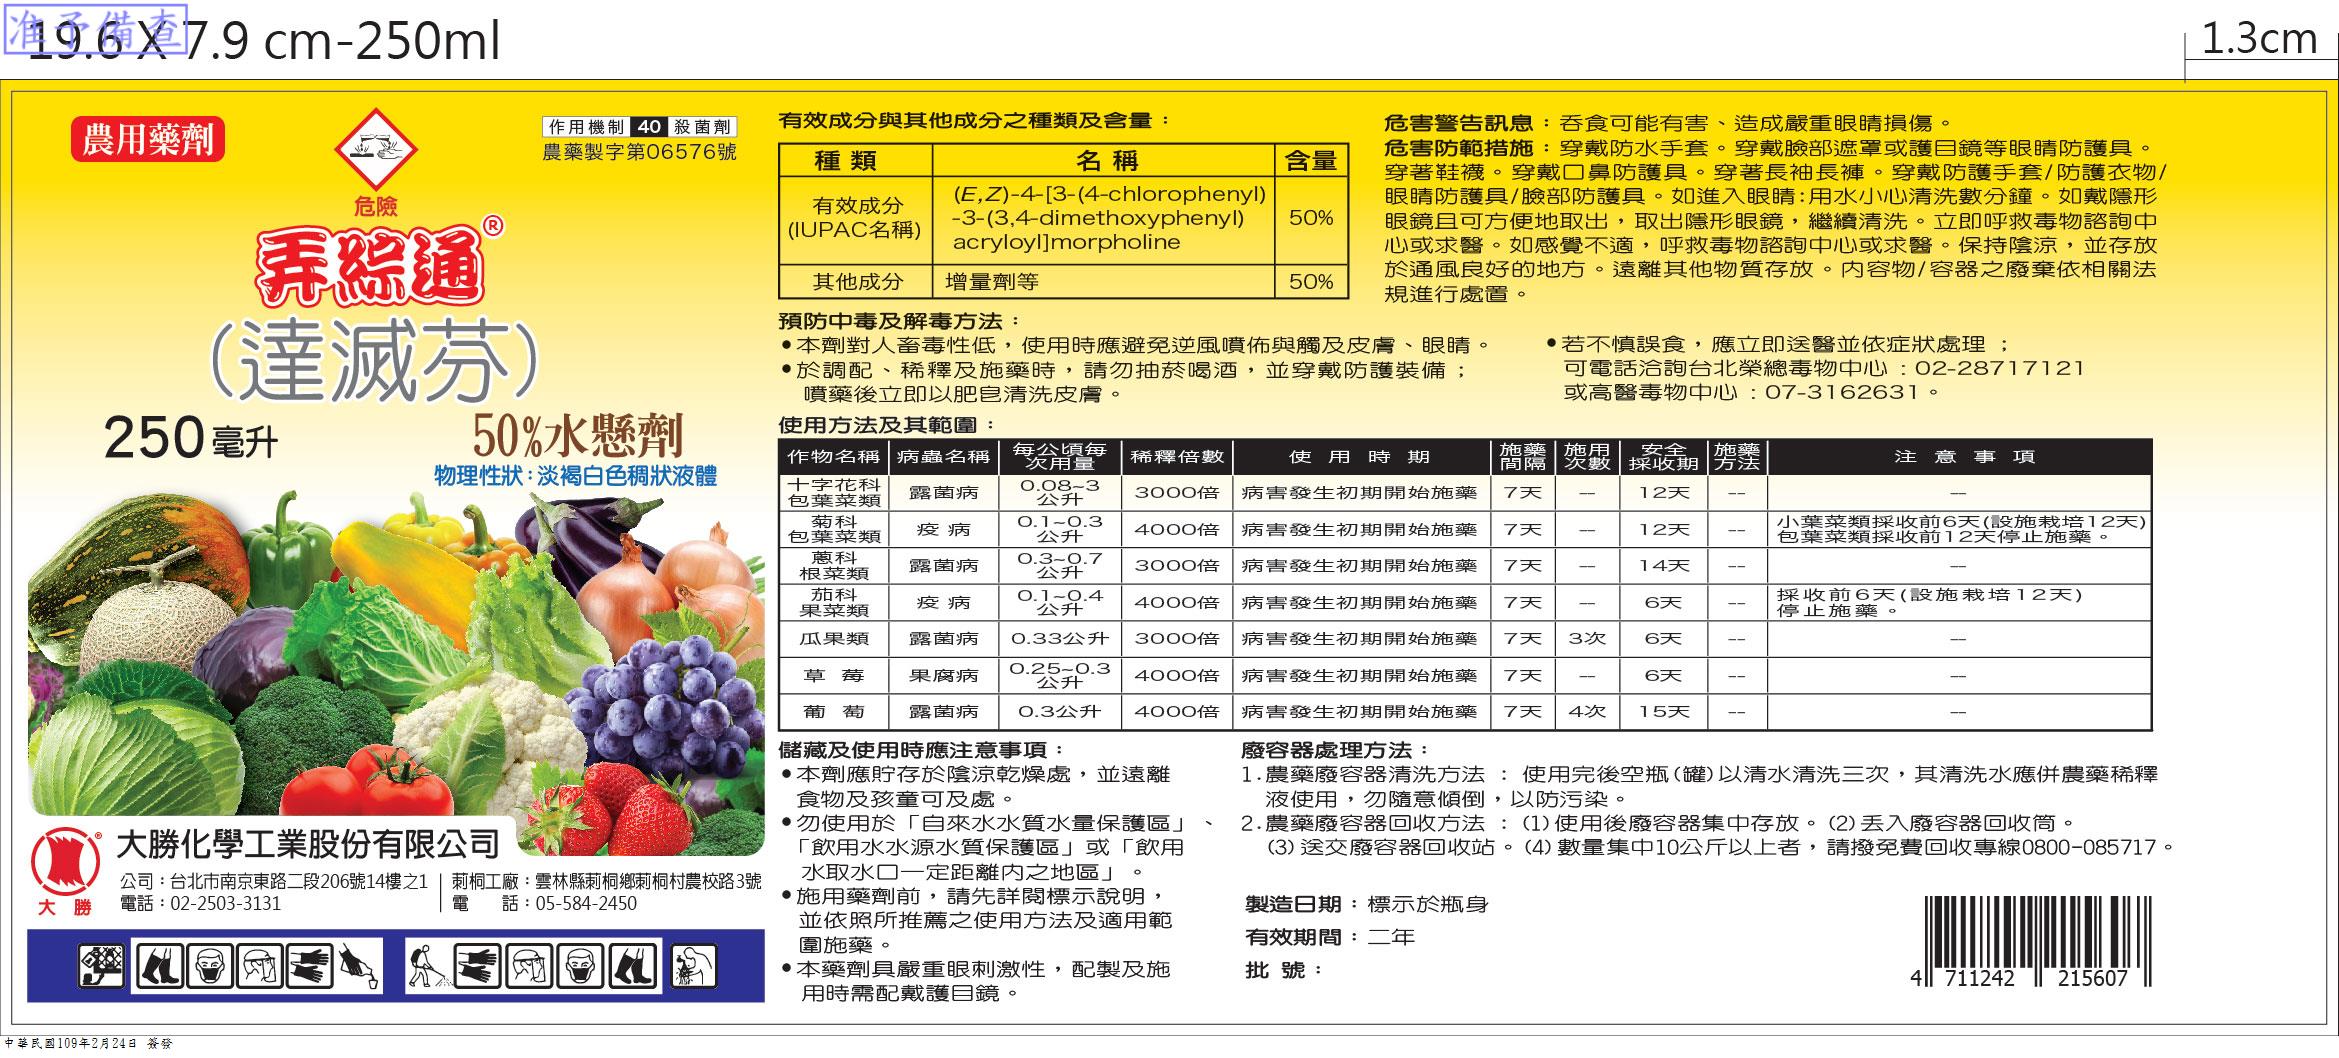 准予備查
19.6 X 7.9 cm-250ml
1.3cm
農用藥劑
作用機制 40 殺菌劑
農藥製字第06576號
危險
弄綜通®
(達滅芬)
250毫升
50%水懸劑
物理性狀：淡褐白色稠狀液體
大勝化學工業股份有限公司
公司：台北市南京東路二段206號14樓之1
電話：02-2503-3131
莿桐工廠：雲林縣莿桐鄉莿桐村農校路3號
電 話：05-584-2450
大 勝
有效成分與其他成分之種類及含量：
種 類 名 稱 含量
有效成分
(IUPAC名稱)
(E,Z)-4-[3-(4-chlorophenyl)
-3-(3,4-dimethoxyphenyl)
acryloyl]morpholine
50%
其他成分 增量劑等 50%
危害警告訊息：吞食可能有害、造成嚴重眼睛損傷。
危害防範措施：穿戴防水手套。穿戴臉部遮罩或護目鏡等眼睛防護具。
穿著鞋襪。穿戴口鼻防護具。穿著長袖長褲。穿戴防護手套/防護衣物/
眼睛防護具/臉部防護具。如進入眼睛:用水小心清洗數分鐘。如戴隱形
眼鏡且可方便地取出，取出隱形眼鏡，繼續清洗。立即呼救毒物諮詢中
心或求醫。如感覺不適，呼救毒物諮詢中心或求醫。保持陰涼，並存放
於通風良好的地方。遠離其他物質存放。內容物/容器之廢棄依相關法
規進行處置。
預防中毒及解毒方法：
●本劑對人畜毒性低，使用時應避免逆風噴佈與觸及皮膚、眼睛。
●於調配、稀釋及施藥時，請勿抽菸喝酒，並穿戴防護裝備；
噴藥後立即以肥皂清洗皮膚。
●若不慎誤食，應立即送醫並依症狀處理；
可電話洽詢台北榮總毒物中心：02-28717121
或高醫毒物中心：07-3162631。
使用方法及其範圍：
作物名稱 病蟲名稱 每公頃每次用量 稀釋倍數 使 用 時 期 施藥間隔 施用次數 安全採收期 施藥方法 注 意 事 項
十字花科包葉菜類 露菌病 0.08~3公升 3000倍 病害發生初期開始施藥 7天 -- 12天 -- --
菊科包葉菜類 疫 病 0.1~0.3公升 4000倍 病害發生初期開始施藥 7天 -- 12天 -- 小葉菜類採收前6天(設施栽培12天)包葉菜類採收前12天停止施藥。
蔥科根菜類 露菌病 0.3~0.7公升 3000倍 病害發生初期開始施藥 7天 -- 14天 -- --
茄科果菜類 疫 病 0.1~0.4公升 4000倍 病害發生初期開始施藥 7天 -- 6天 -- 採收前6天(設施栽培12天)停止施藥。
瓜果類 露菌病 0.33公升 3000倍 病害發生初期開始施藥 7天 3次 6天 -- --
草 莓 果腐病 0.25~0.3公升 4000倍 病害發生初期開始施藥 7天 -- 6天 -- --
葡 萄 露菌病 0.3公升 4000倍 病害發生初期開始施藥 7天 4次 15天 -- --
儲藏及使用時應注意事項：
●本劑應貯存於陰涼乾燥處，並遠離
食物及孩童可及處。
●勿使用於「自來水水質水量保護區」、
「飲用水水源水質保護區」或「飲用
水取水口一定距離內之地區」。
●施用藥劑前，請先詳閱標示說明，
並依照所推薦之使用方法及適用範
圍施藥。
●本藥劑具嚴重眼刺激性，配製及施
用時需配戴護目鏡。
廢容器處理方法：
1.農藥廢容器清洗方法 ：使用完後空瓶(罐)以清水清洗三次，其清洗水應併農藥稀釋
液使用，勿隨意傾倒，以防污染。
2.農藥廢容器回收方法 ：(1)使用後廢容器集中存放。(2)丟入廢容器回收筒。
(3)送交廢容器回收站。(4)數量集中10公斤以上者，請撥免費回收專線0800-085717。
製造日期：標示於瓶身
有效期間：二年
批 號：
4 711242 215607
中華民國109年2月24日 簽發